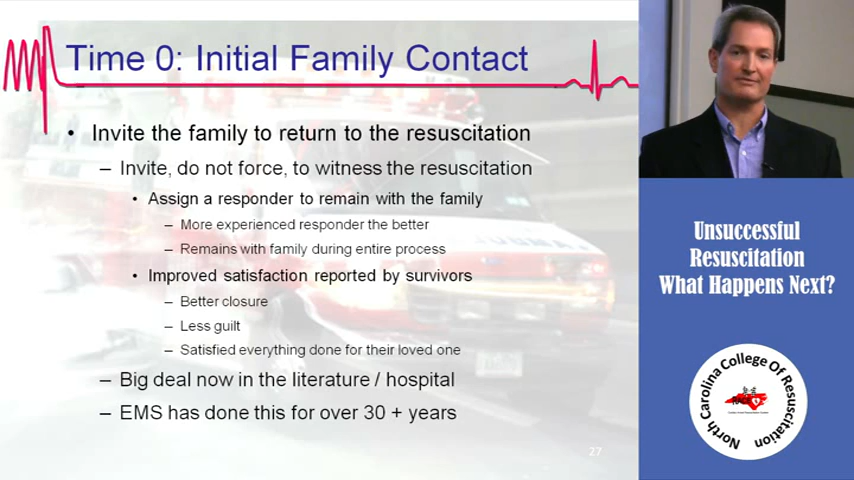 Time 0: Initial Family Contact
• Invite the family to return to the resuscitation
– Invite, do not force, to witness the resuscitation
• Assign a responder to remain with the family
– More experienced responder the better
– Remains with family during entire process
• Improved satisfaction reported by survivors
– Better closure
– Less guilt
– Satisfied everything done for their loved one
– Big deal now in the literature / hospital
– EMS has done this for over 30 + years
27
Unsuccessful
Resuscitation
What Happens Next?
North Carolina College Of Resuscitation